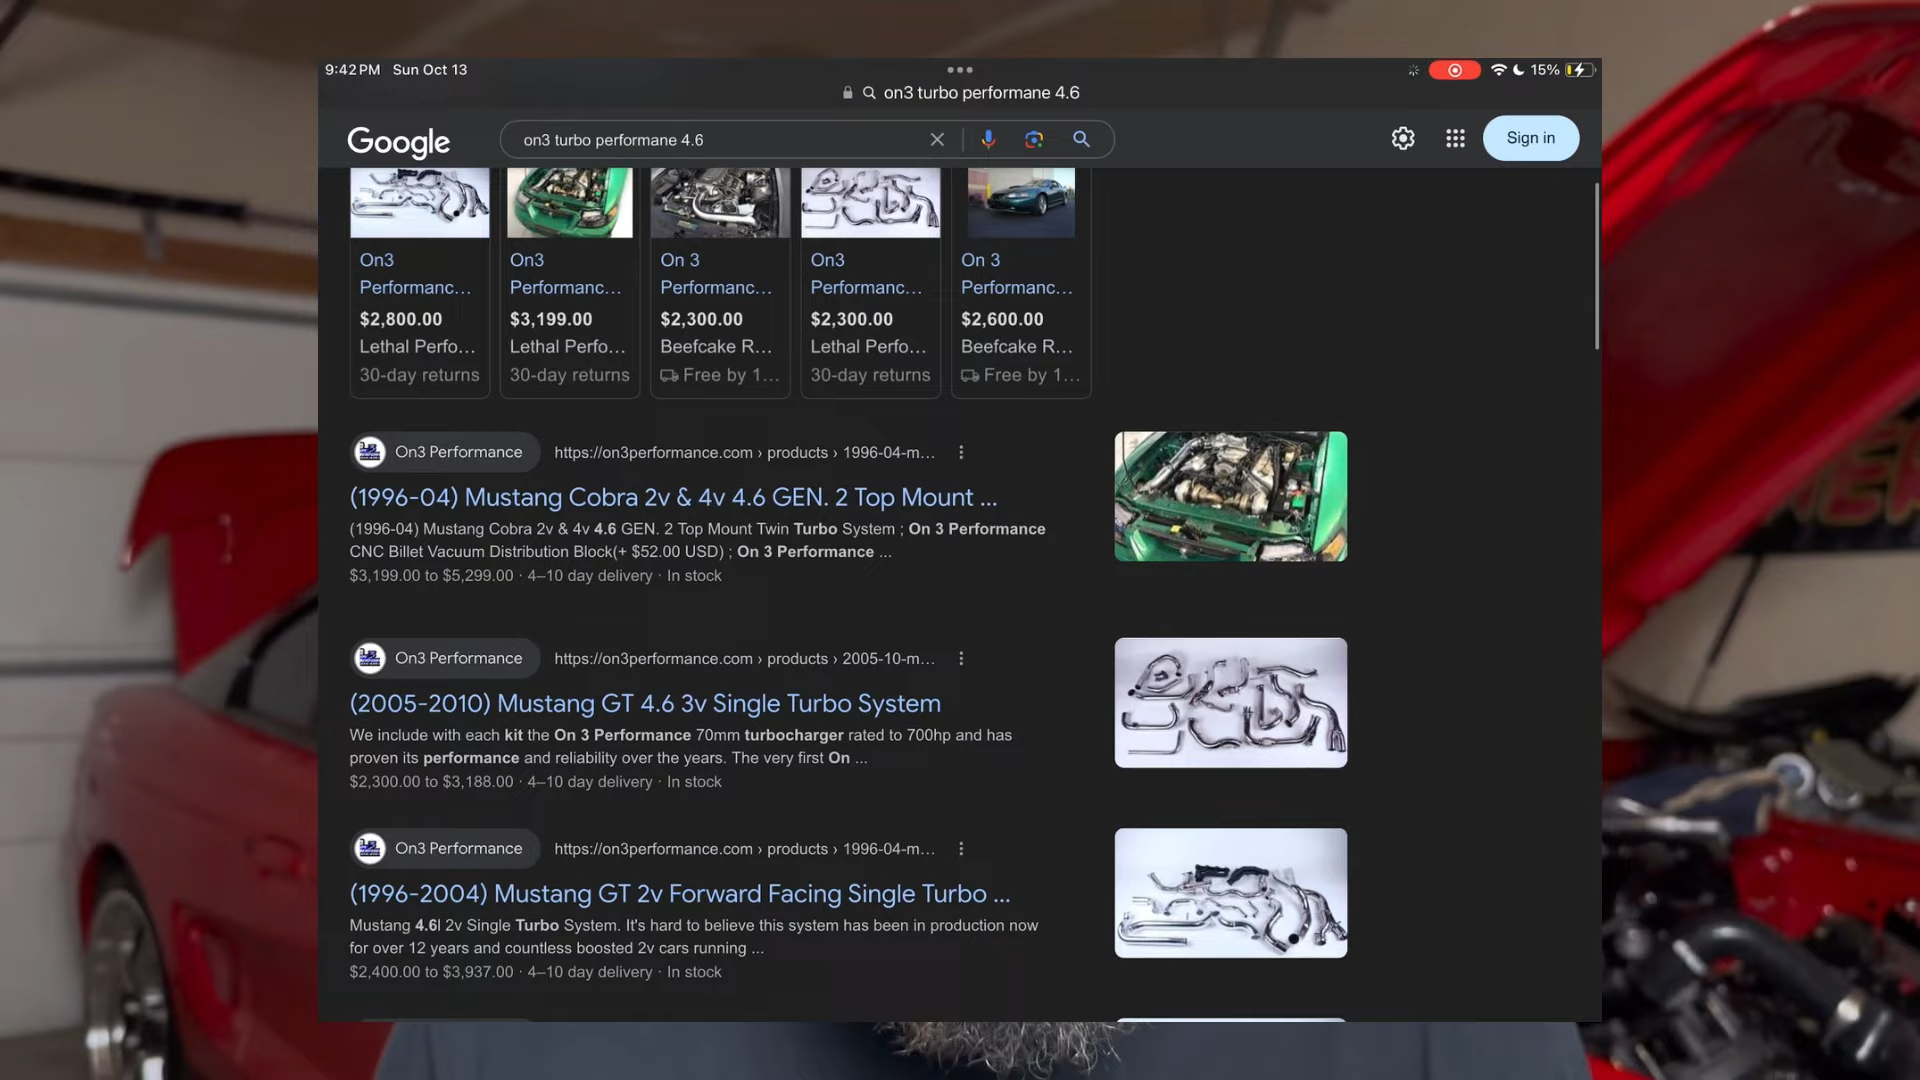 9:42 PM Sun Oct 13
15%
on3 turbo performane 4.6
Google
on3 turbo performane 4.6
Sign in
On3
Performanc...
$2,800.00
Lethal Perfo...
30-day returns
On3
Performanc...
$3,199.00
Lethal Perfo...
30-day returns
On 3
Performanc...
$2,300.00
Beefcake R...
Free by 1...
On3
Performanc...
$2,300.00
Lethal Perfo...
30-day returns
On 3
Performanc...
$2,600.00
Beefcake R...
Free by 1...
On3 Performance https://on3performance.com › products › 1996-04-m...
(1996-04) Mustang Cobra 2v & 4v 4.6 GEN. 2 Top Mount ...
(1996-04) Mustang Cobra 2v & 4v 4.6 GEN. 2 Top Mount Twin Turbo System ; On 3 Performance
CNC Billet Vacuum Distribution Block(+ $52.00 USD) ; On 3 Performance ...
$3,199.00 to $5,299.00 · 4–10 day delivery · In stock
On3 Performance https://on3performance.com › products › 2005-10-m...
(2005-2010) Mustang GT 4.6 3v Single Turbo System
We include with each kit the On 3 Performance 70mm turbocharger rated to 700hp and has
proven its performance and reliability over the years. The very first On ...
$2,300.00 to $3,188.00 · 4–10 day delivery · In stock
On3 Performance https://on3performance.com › products › 1996-04-m...
(1996-2004) Mustang GT 2v Forward Facing Single Turbo ...
Mustang 4.6l 2v Single Turbo System. It's hard to believe this system has been in production now
for over 12 years and countless boosted 2v cars running ...
$2,400.00 to $3,937.00 · 4–10 day delivery · In stock